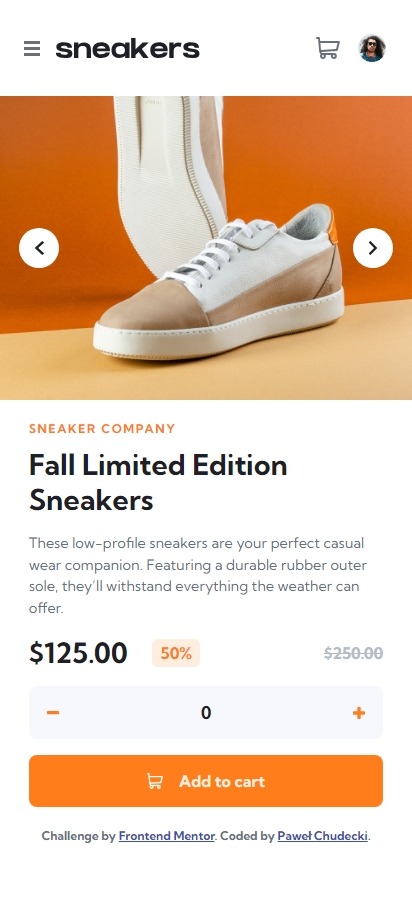 sneakers
SNEAKER COMPANY
Fall Limited Edition
Sneakers
These low-profile sneakers are your perfect casual
wear companion. Featuring a durable rubber outer
sole, they'll withstand everything the weather can
offer.
$125.00 50% $250.00
0
Add to cart
Challenge by Frontend Mentor. Coded by Paweł Chudecki.